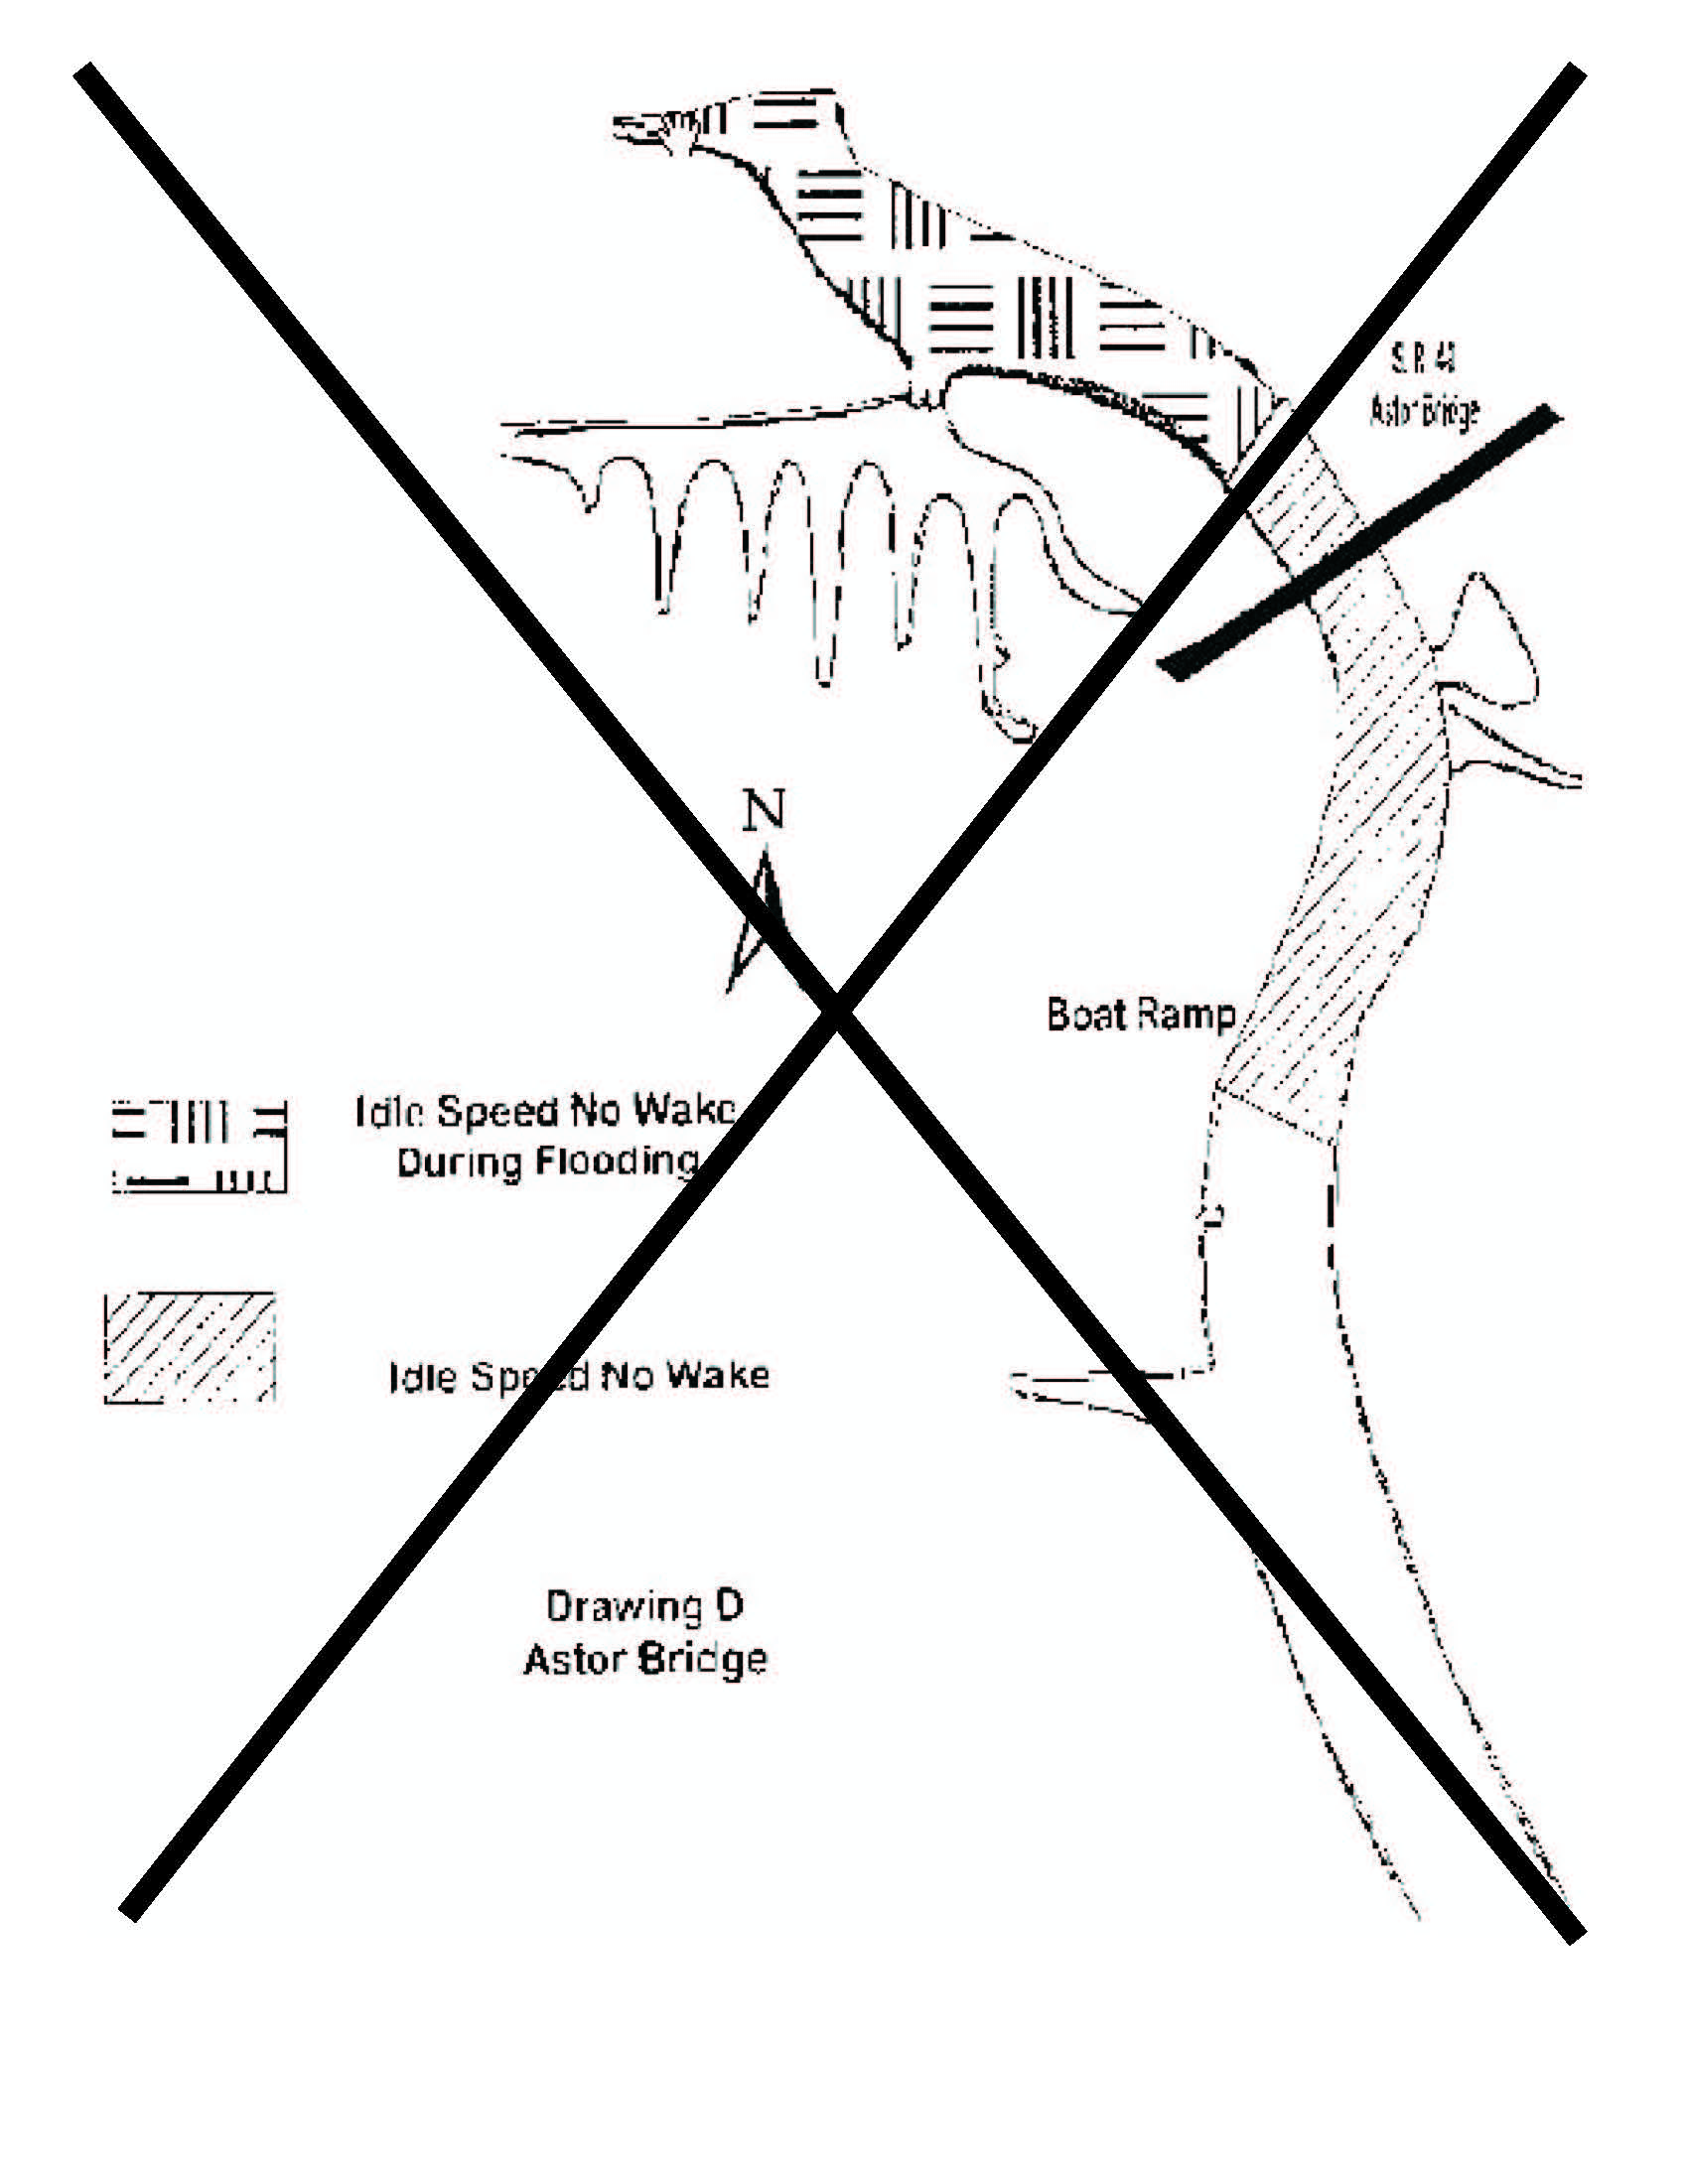 S.R. 40
Astor Bridge
N
Boat Ramp
Idle Speed No Wake
During Flooding
Idle Speed No Wake
Drawing D
Astor Bridge